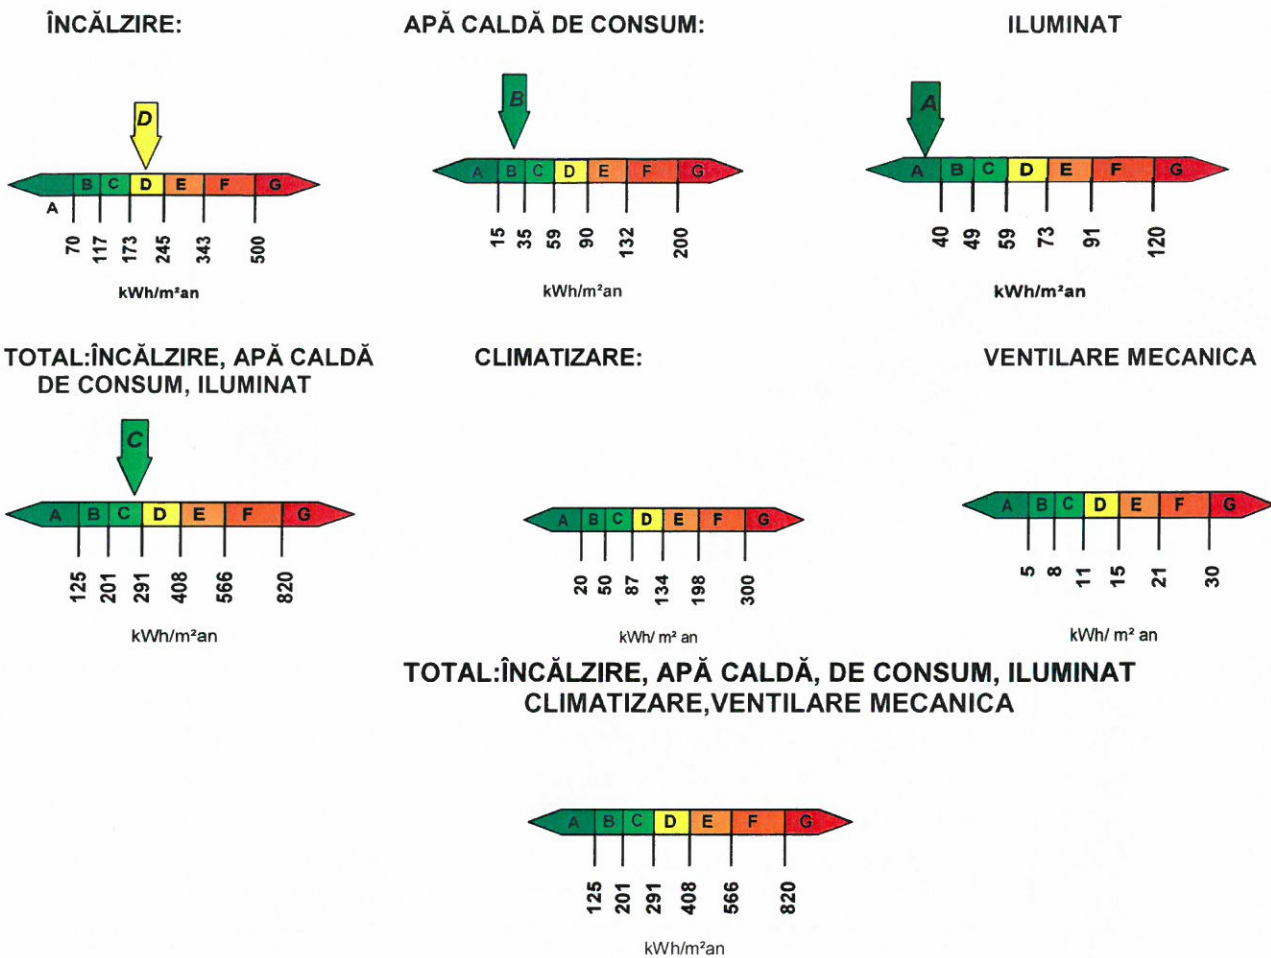 ÎNCĂLZIRE:
D
A B C D E F G
70 117 173 245 343 500
kWh/m²an
APĂ CALDĂ DE CONSUM:
B
A B C D E F G
15 35 59 90 132 200
kWh/m²an
ILUMINAT
A
A B C D E F G
40 49 59 73 91 120
kWh/m²an
TOTAL:ÎNCĂLZIRE, APĂ CALDĂ
DE CONSUM, ILUMINAT
C
A B C D E F G
125 201 291 408 566 820
kWh/m²an
CLIMATIZARE:
A B C D E F G
20 50 87 134 198 300
kWh/ m² an
VENTILARE MECANICA
A B C D E F G
5 8 11 15 21 30
kWh/ m² an
TOTAL:ÎNCĂLZIRE, APĂ CALDĂ, DE CONSUM, ILUMINAT
CLIMATIZARE,VENTILARE MECANICA
A B C D E F G
125 201 291 408 566 820
kWh/m²an